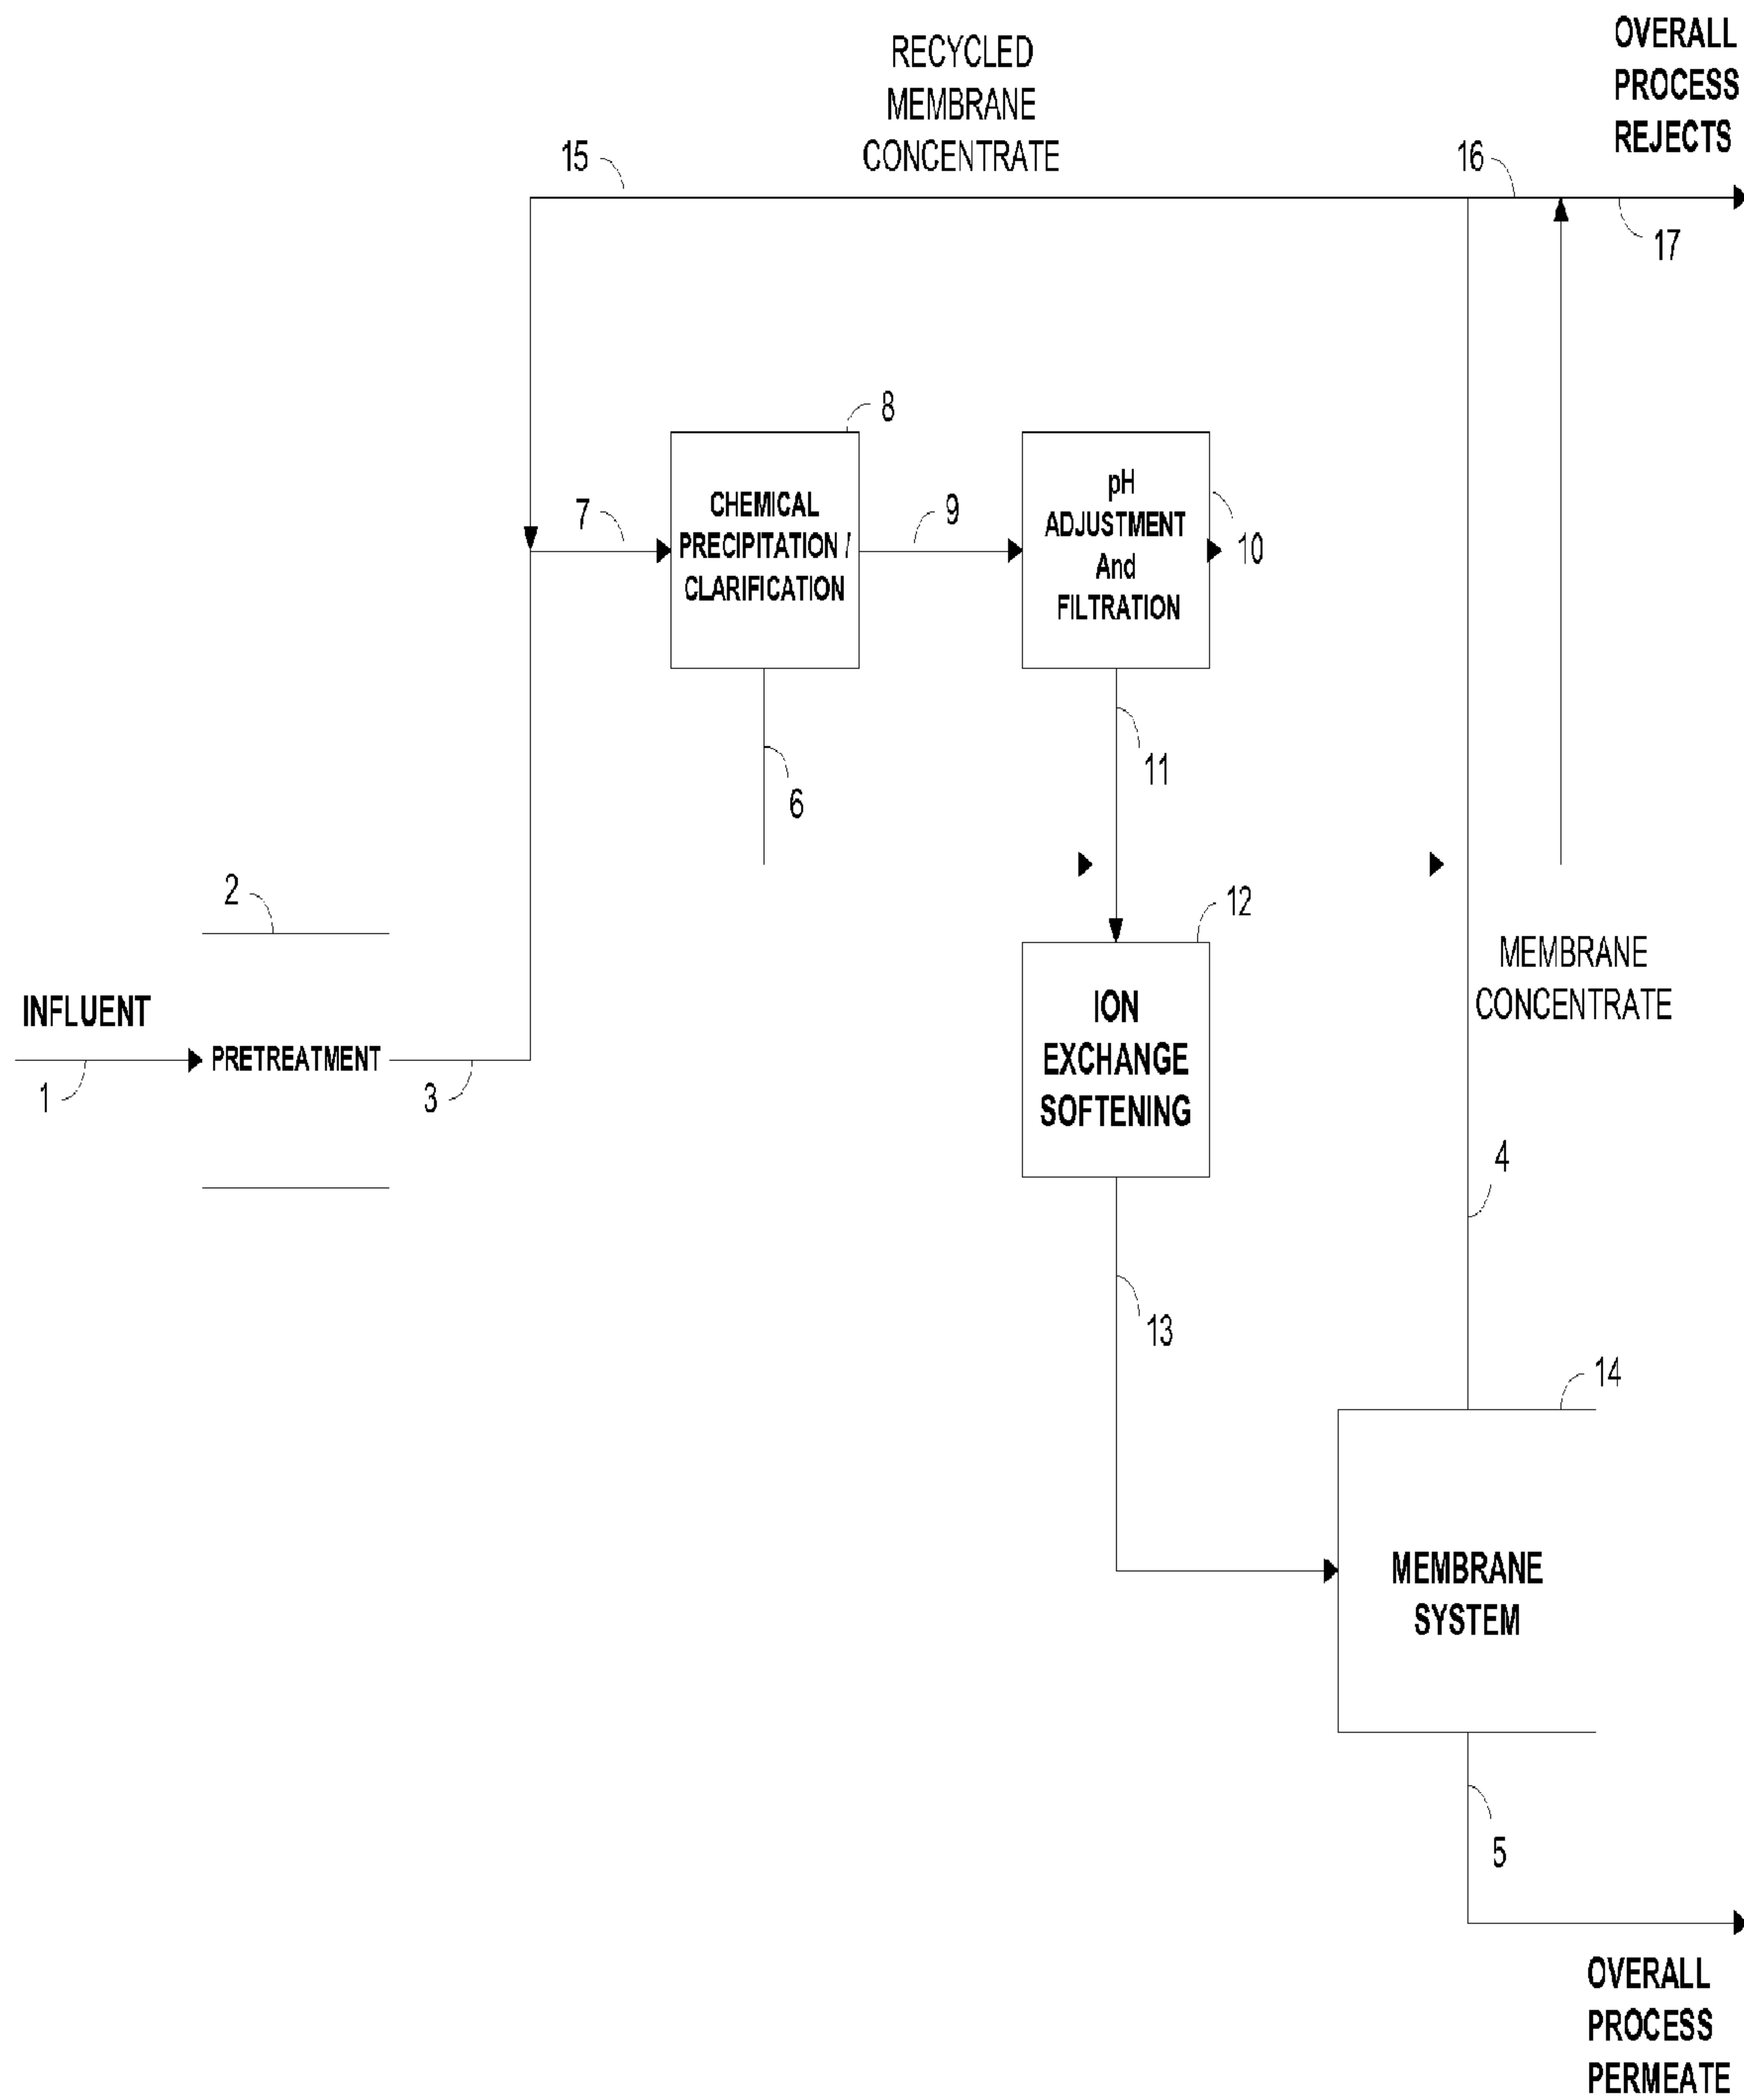 OVERALL
PROCESS
REJECTS
RECYCLED
MEMBRANE
CONCENTRATE
15
16
17
8
CHEMICAL
PRECIPITATION /
CLARIFICATION
7
9
pH
ADJUSTMENT
And
FILTRATION
10
11
6
2
12
INFLUENT
PRETREATMENT
1
3
ION
EXCHANGE
SOFTENING
MEMBRANE
CONCENTRATE
4
13
14
MEMBRANE
SYSTEM
5
OVERALL
PROCESS
PERMEATE